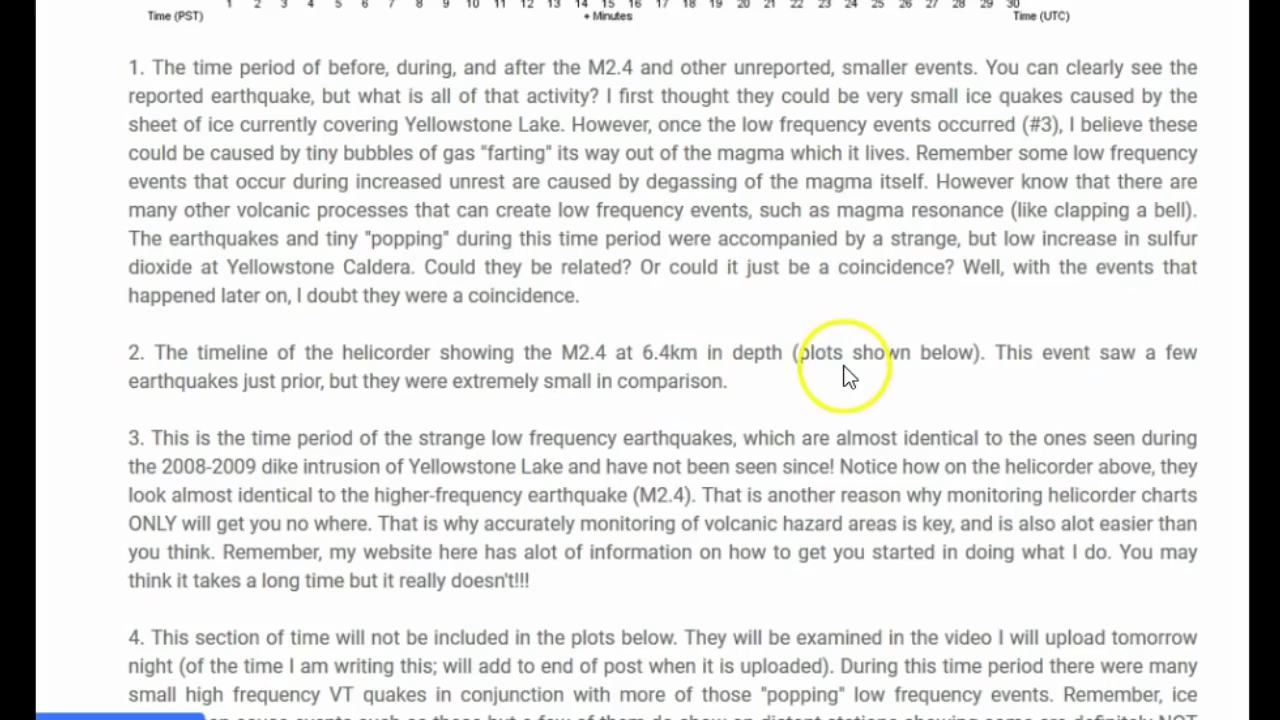 1 2 3 4 5 6 7 8 9 10 11 12 13 14 15 16 17 18 19 20 21 22 23 24 25 26 27 28 29 30
Time (PST) + Minutes Time (UTC)
1. The time period of before, during, and after the M2.4 and other unreported, smaller events. You can clearly see the
reported earthquake, but what is all of that activity? I first thought they could be very small ice quakes caused by the
sheet of ice currently covering Yellowstone Lake. However, once the low frequency events occurred (#3), I believe these
could be caused by tiny bubbles of gas "farting" its way out of the magma which it lives. Remember some low frequency
events that occur during increased unrest are caused by degassing of the magma itself. However know that there are
many other volcanic processes that can create low frequency events, such as magma resonance (like clapping a bell).
The earthquakes and tiny "popping" during this time period were accompanied by a strange, but low increase in sulfur
dioxide at Yellowstone Caldera. Could they be related? Or could it just be a coincidence? Well, with the events that
happened later on, I doubt they were a coincidence.
2. The timeline of the helicorder showing the M2.4 at 6.4km in depth (plots shown below). This event saw a few
earthquakes just prior, but they were extremely small in comparison.
3. This is the time period of the strange low frequency earthquakes, which are almost identical to the ones seen during
the 2008-2009 dike intrusion of Yellowstone Lake and have not been seen since! Notice how on the helicorder above, they
look almost identical to the higher-frequency earthquake (M2.4). That is another reason why monitoring helicorder charts
ONLY will get you no where. That is why accurately monitoring of volcanic hazard areas is key, and is also alot easier than
you think. Remember, my website here has alot of information on how to get you started in doing what I do. You may
think it takes a long time but it really doesn't!!!
4. This section of time will not be included in the plots below. They will be examined in the video I will upload tomorrow
night (of the time I am writing this; will add to end of post when it is uploaded). During this time period there were many
small high frequency VT quakes in conjunction with more of those "popping" low frequency events. Remember, ice
cause events such as these but a few of them do show on distant stations showing some are definitely NOT